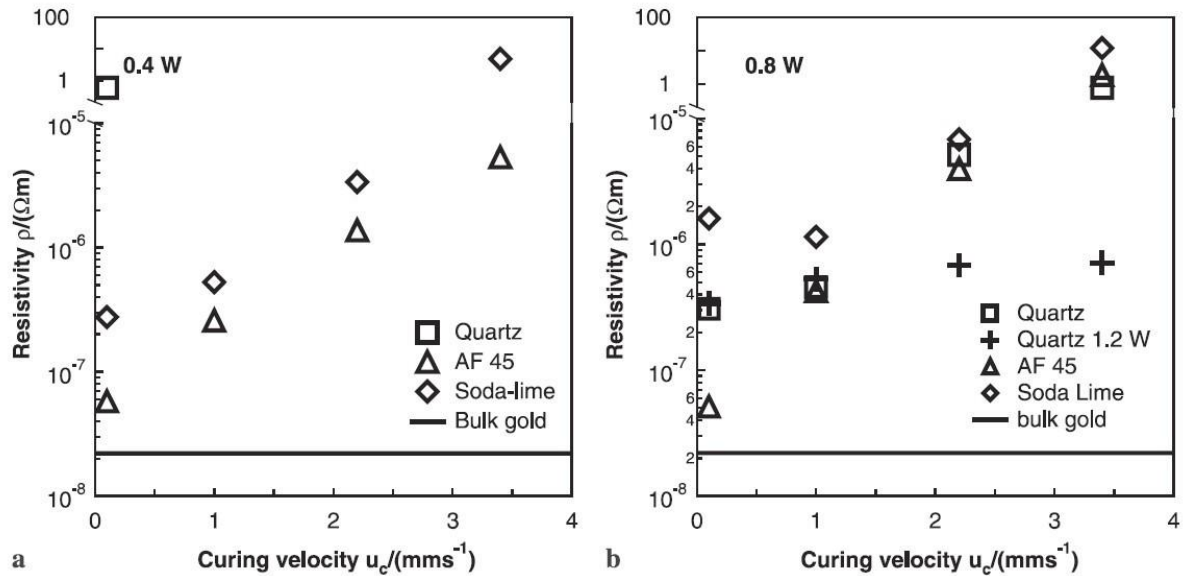 100
0.4 W
1
10⁻⁵
10⁻⁶
10⁻⁷
10⁻⁸
Resistivity ρ/(Ωm)
Quartz
AF 45
Soda-lime
Bulk gold
0 1 2 3 4
Curing velocity u_c/(mms⁻¹)
a
100
0.8 W
1
10⁻⁵
6
4
2
10⁻⁶
8
6
4
2
10⁻⁷
6
4
2
10⁻⁸
Resistivity ρ/(Ωm)
Quartz
Quartz 1.2 W
AF 45
Soda Lime
bulk gold
0 1 2 3 4
Curing velocity u_c/(mms⁻¹)
b